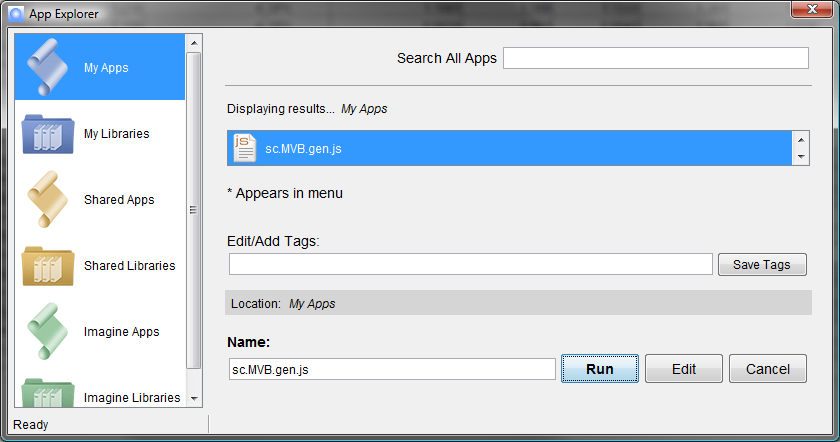 App Explorer
My Apps
My Libraries
Shared Apps
Shared Libraries
Imagine Apps
Imagine Libraries
Search All Apps
Displaying results... My Apps
js
sc.MVB.gen.js
* Appears in menu
Edit/Add Tags:
Save Tags
Location: My Apps
Name:
sc.MVB.gen.js
Run
Edit
Cancel
Ready